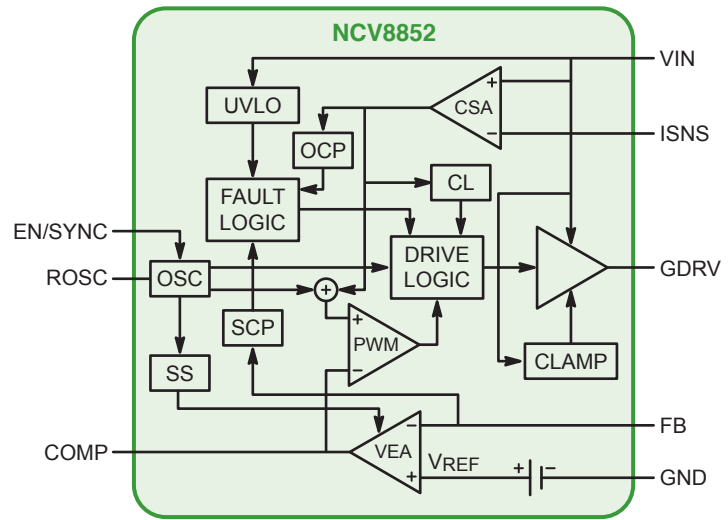 NCV8852
VIN
UVLO
+
CSA
−
ISNS
OCP
FAULT
LOGIC
CL
EN/SYNC
ROSC
OSC
DRIVE
LOGIC
GDRV
+
SCP
+
PWM
−
SS
CLAMP
COMP
−
VEA
+
FB
VREF
+
−
GND